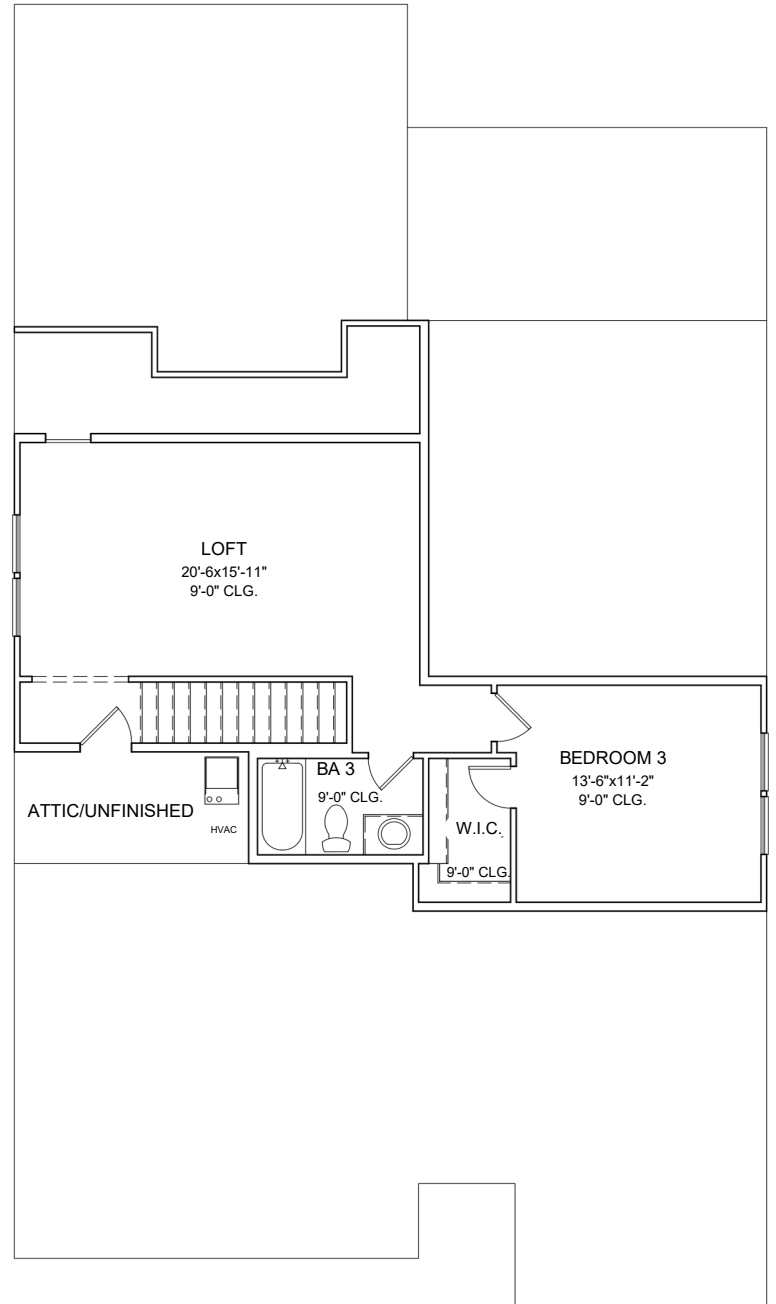 LOFT
20'-6x15'-11"
9'-0" CLG.
BEDROOM 3
13'-6"x11'-2"
9'-0" CLG.
BA 3
9'-0" CLG.
ATTIC/UNFINISHED
HVAC
W.I.C.
9'-0" CLG.